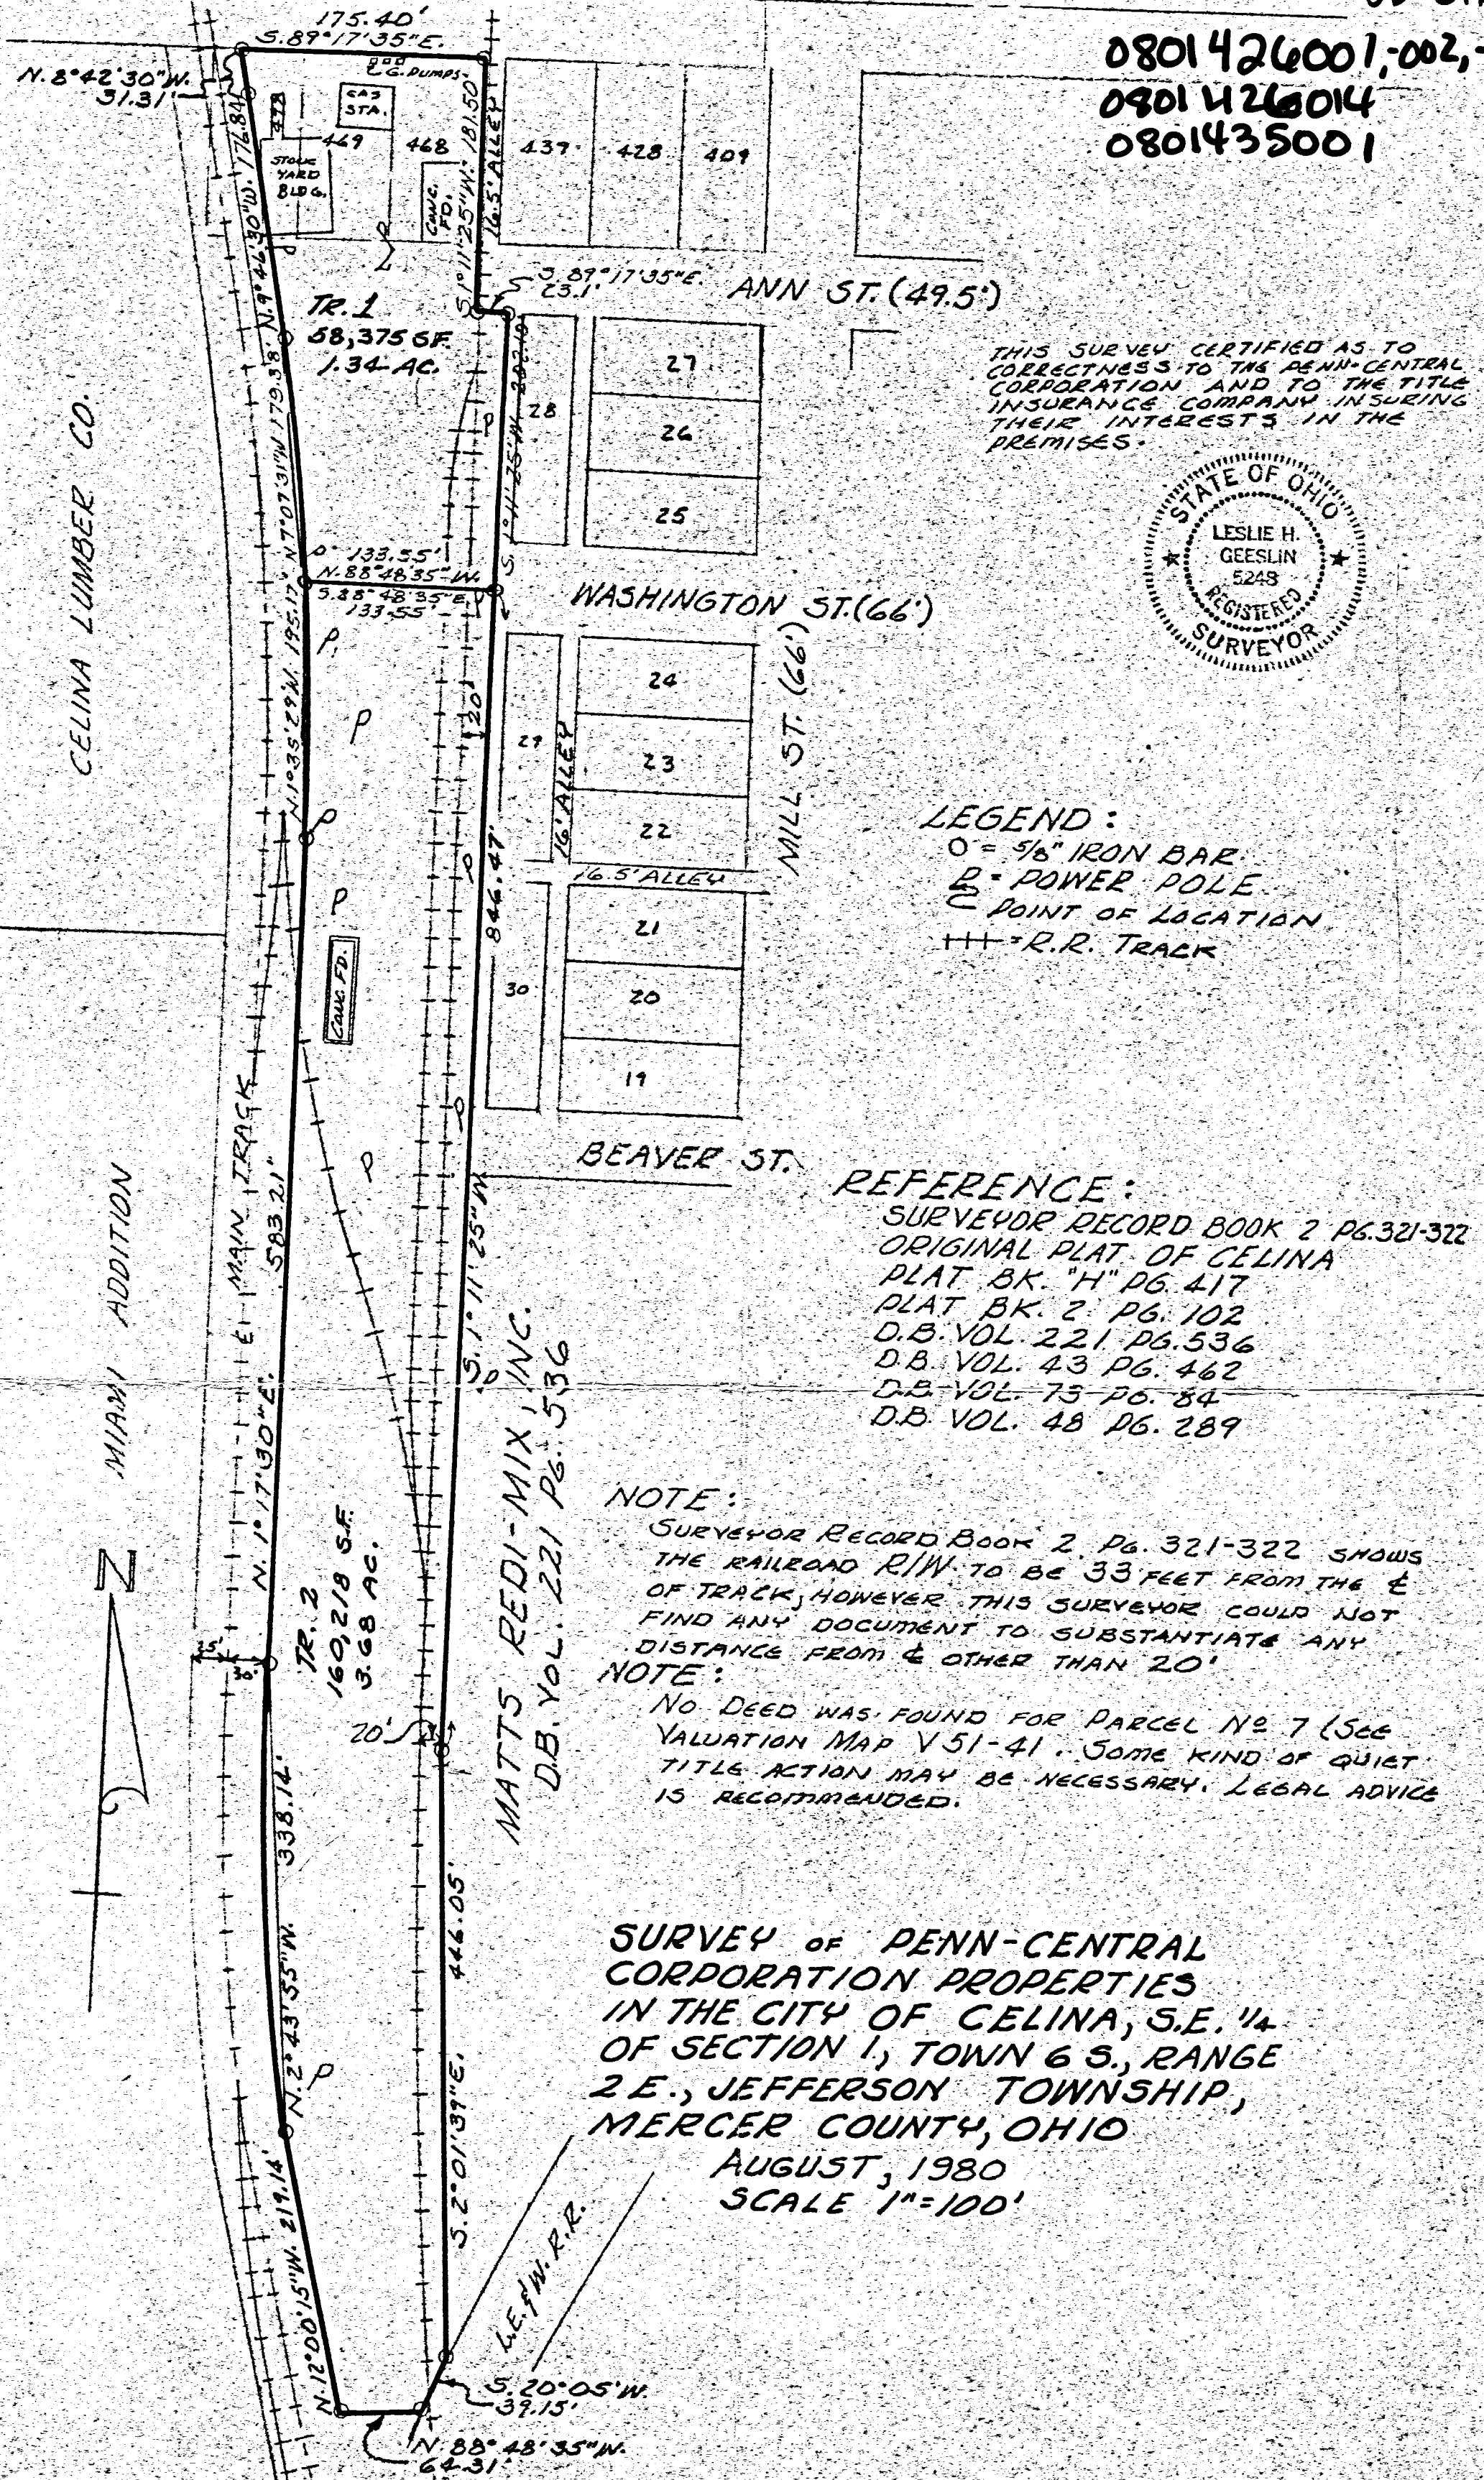 0801426001,-002,-
0801426014
0801435001
175.40'
S.89°17'35"E.
N.8°42'30"W.
31.31'
G. PUMPS
GAS
STA.
498
469
468
STOCK
YARD
BLDG.
CONC.
FD.
N.9°46'30"W. 176.84'
S.1°11'25"W. 181.50'
16.5' ALLEY
439
428
409
S.89°17'35"E.
23.1'
ANN ST. (49.5')
TR. 1
58,375 SF.
1.34 AC.
N.7°07'31"W 179.38'
S.1°11'25"W 202.18'
28
27
26
25
THIS SURVEY CERTIFIED AS TO
CORRECTNESS TO THE PENN-CENTRAL
CORPORATION AND TO THE TITLE
INSURANCE COMPANY INSURING
THEIR INTERESTS IN THE
PREMISES.
STATE OF OHIO
LESLIE H.
GEESLIN
5248
REGISTERED
SURVEYOR
CELINA LUMBER CO.
133.55'
N.88°48'35"W.
S.88°48'35"E.
133.55'
WASHINGTON ST.(66')
N.1°35'29"W. 195.17'
20'
29
16' ALLEY
24
23
22
MILL ST. (66')
16.5' ALLEY
846.47'
30
21
20
19
BEAVER ST.
P
P
P
P
CONC. FD.
LEGEND:
O = 5/8" IRON BAR
P = POWER POLE
POINT OF LOCATION
= R.R. TRACK
MIAMI ADDITION
MAIN TRACK
583.21"
N. 1°17'30"E.
S. 1°11'25"W
REFERENCE:
SURVEYOR RECORD BOOK 2 PG.321-322
ORIGINAL PLAT OF CELINA
PLAT BK. "H" PG. 417
PLAT BK. 2 PG. 102
D.B. VOL. 221 PG.536
D.B. VOL. 43 PG. 462
D.B. VOL. 73 PG. 84
D.B. VOL. 48 PG. 289
MATTS REDI-MIX, INC.
D.B. VOL. 221 PG. 536
NOTE:
SURVEYOR RECORD BOOK 2, PG. 321-322 SHOWS
THE RAILROAD R/W TO BE 33 FEET FROM THE ℄
OF TRACK, HOWEVER THIS SURVEYOR COULD NOT
FIND ANY DOCUMENT TO SUBSTANTIATE ANY
DISTANCE FROM ℄ OTHER THAN 20'
NOTE:
NO DEED WAS FOUND FOR PARCEL Nº 7 (SEE
VALUATION MAP V 51-41. SOME KIND OF QUIET
TITLE ACTION MAY BE NECESSARY. LEGAL ADVICE
IS RECOMMENDED.
N
TR. 2
160,218 S.F.
3.68 AC.
20'
N.2°43'55"W. 338.14'
S.2°01'39"E. 446.05'
P
SURVEY OF PENN-CENTRAL
CORPORATION PROPERTIES
IN THE CITY OF CELINA, S.E. 1/4
OF SECTION 1, TOWN 6 S., RANGE
2 E., JEFFERSON TOWNSHIP,
MERCER COUNTY, OHIO
AUGUST, 1980
SCALE 1"=100'
N.12°00'15"W. 219.14'
L.E. & W. R.R.
S.20°05'W.
39.15'
N.88°48'35"W.
64.31'